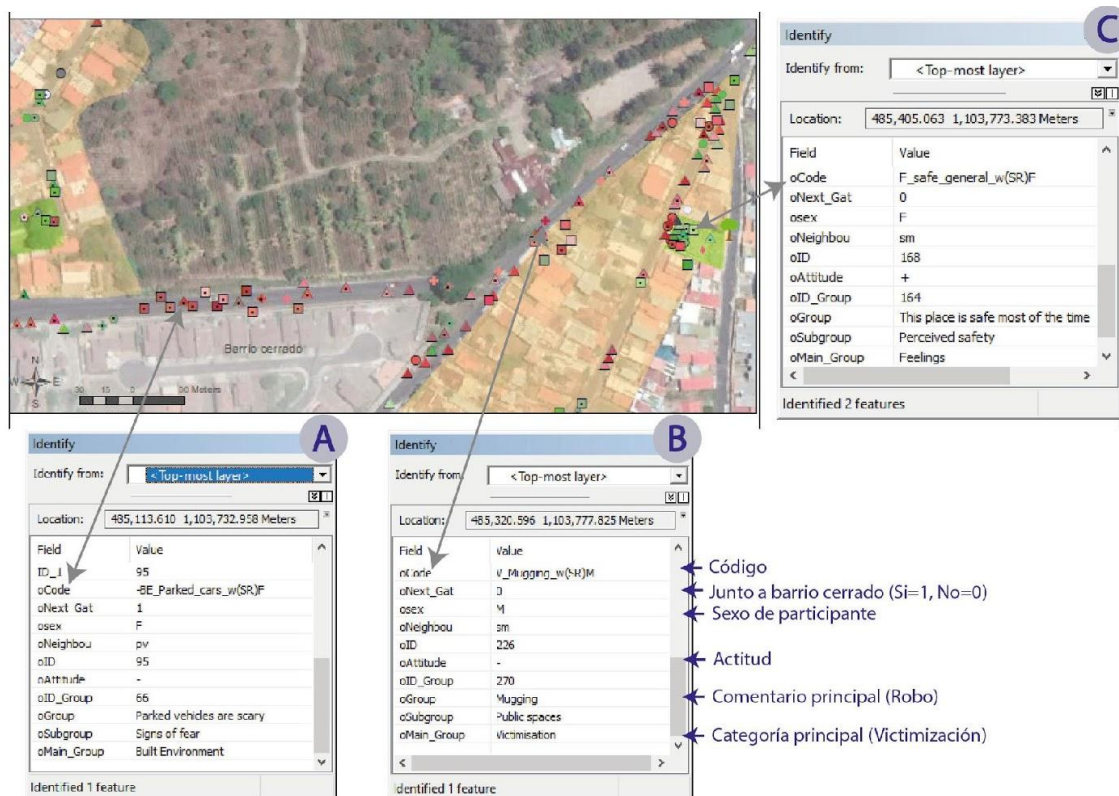 C
Identify
Identify from: <Top-most layer>
Location: 485,405.063 1,103,773.383 Meters
Field Value
oCode F_safe_general_w(SR)F
oNext_Gat 0
osex F
oNeighbou sm
oID 168
oAttitude +
oID_Group 164
oGroup This place is safe most of the time
oSubgroup Perceived safety
oMain_Group Feelings
Identified 2 features
Barrio cerrado
N
W E
S
30 15 0 30 Meters
A
Identify
Identify from: <Top-most layer>
Location: 485,113.610 1,103,732.958 Meters
Field Value
ID_1 95
oCode -BE_Parked_cars_w(SR)F
oNext_Gat 1
osex F
oNeighbou pv
oID 95
oAttitude -
oID_Group 66
oGroup Parked vehicles are scary
oSubgroup Signs of fear
oMain_Group Built Environment
Identified 1 feature
B
Identify
Identify from: <Top-most layer>
Location: 485,320.596 1,103,777.825 Meters
Field Value
oCode V_Mugging_w(SR)M
oNext_Gat 0
osex M
oNeighbou sm
oID 226
oAttitude -
oID_Group 270
oGroup Mugging
oSubgroup Public spaces
oMain_Group Victimisation
Identified 1 feature
Código
Junto a barrio cerrado (Si=1, No=0)
Sexo de participante
Actitud
Comentario principal (Robo)
Categoría principal (Victimización)